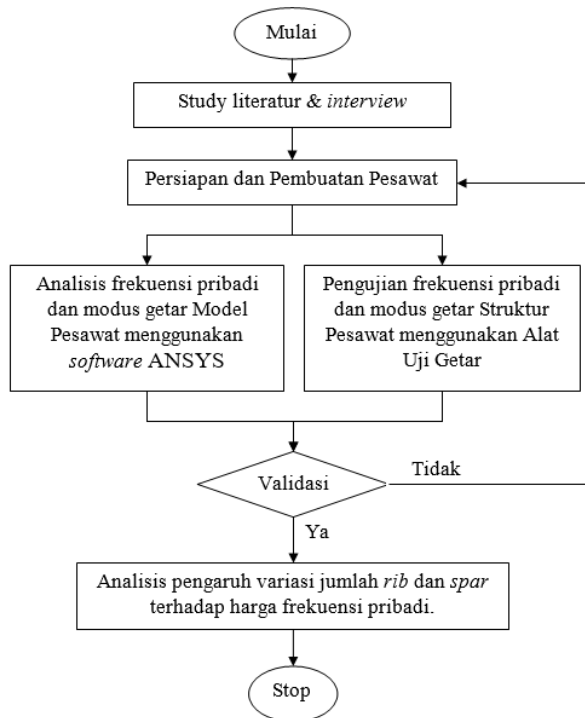 Mulai
Study literatur & interview
Persiapan dan Pembuatan Pesawat
Analisis frekuensi pribadi
dan modus getar Model
Pesawat menggunakan
software ANSYS
Pengujian frekuensi pribadi
dan modus getar Struktur
Pesawat menggunakan Alat
Uji Getar
Validasi
Tidak
Ya
Analisis pengaruh variasi jumlah rib dan spar
terhadap harga frekuensi pribadi.
Stop